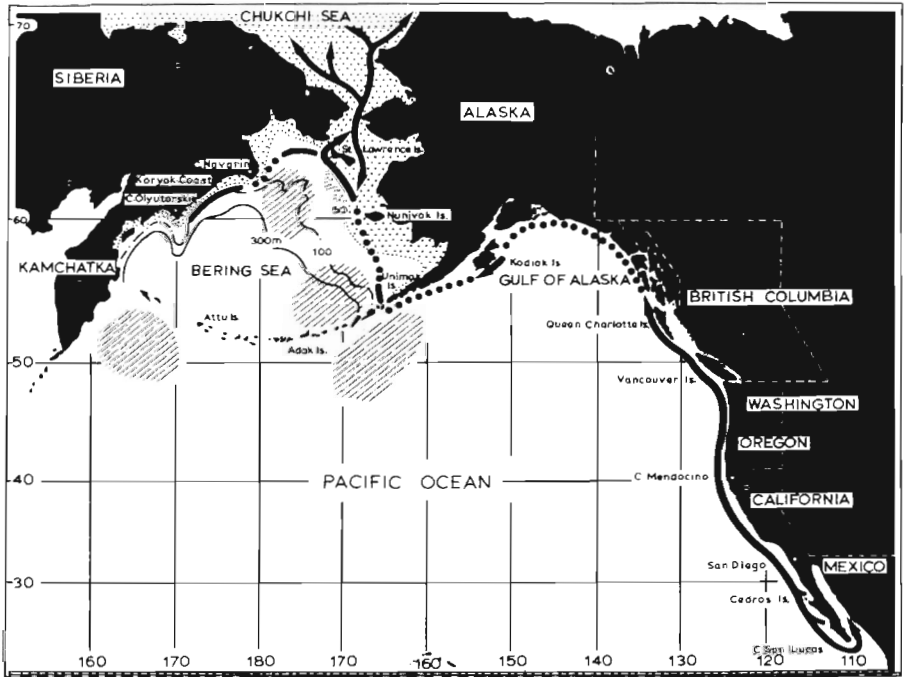 CHUKCHI SEA
70
SIBERIA
ALASKA
St. Lawrence Is.
Navarin
Koryak Coast
C.Olyutorskii
60
50
Nunivak Is.
300m
100
KAMCHATKA
BERING SEA
Unimak Is.
Kodiak Is.
GULF OF ALASKA
BRITISH COLUMBIA
Attu Is.
Queen Charlotte Is.
Adak Is.
50
Vancouver Is.
WASHINGTON
OREGON
40
PACIFIC OCEAN
C Mendocino
CALIFORNIA
San Diego
MEXICO
30
Cedros Is.
C San Lucas
160 170 180 170 160 150 140 130 120 110